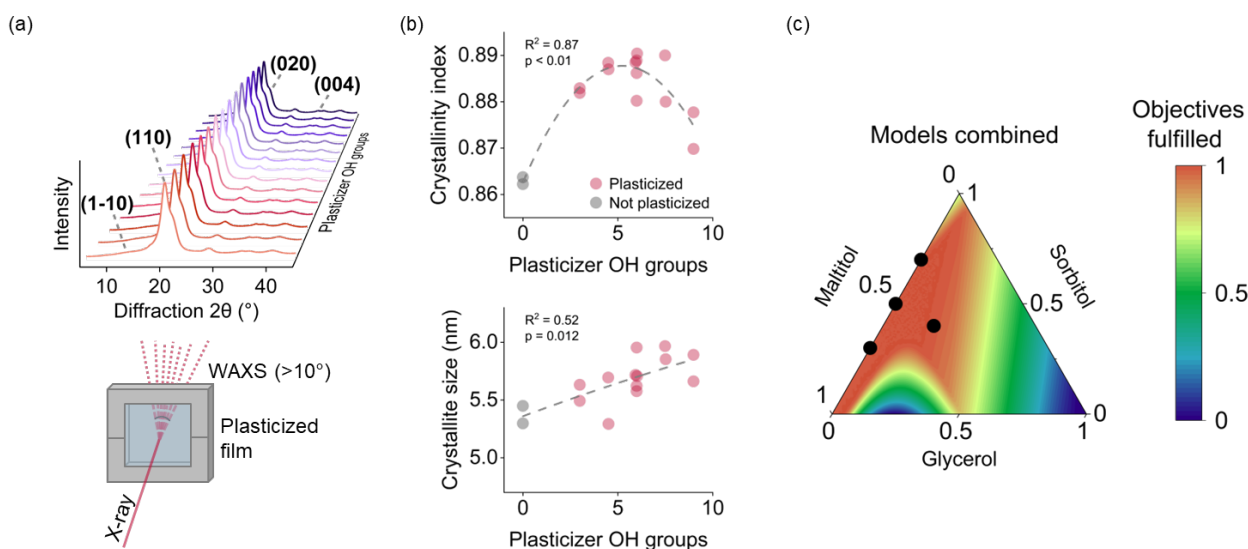 (a)
(020)
(004)
(110)
(1-10)
Intensity
Plasticizer OH groups
10 20 30 40
Diffraction 2θ (°)
WAXS (>10°)
Plasticized
film
X-ray
(b)
R² = 0.87
p < 0.01
Crystallinity index
0.89
0.88
0.87
0.86
Plasticized
Not plasticized
0 5 10
Plasticizer OH groups
R² = 0.52
p = 0.012
Crystallite size (nm)
6.0
5.5
5.0
0 5 10
Plasticizer OH groups
(c)
Models combined
Objectives
fulfilled
0 1
Maltitol
0.5
Sorbitol
0.5
1 0
0 0.5 1
Glycerol
1
0.5
0